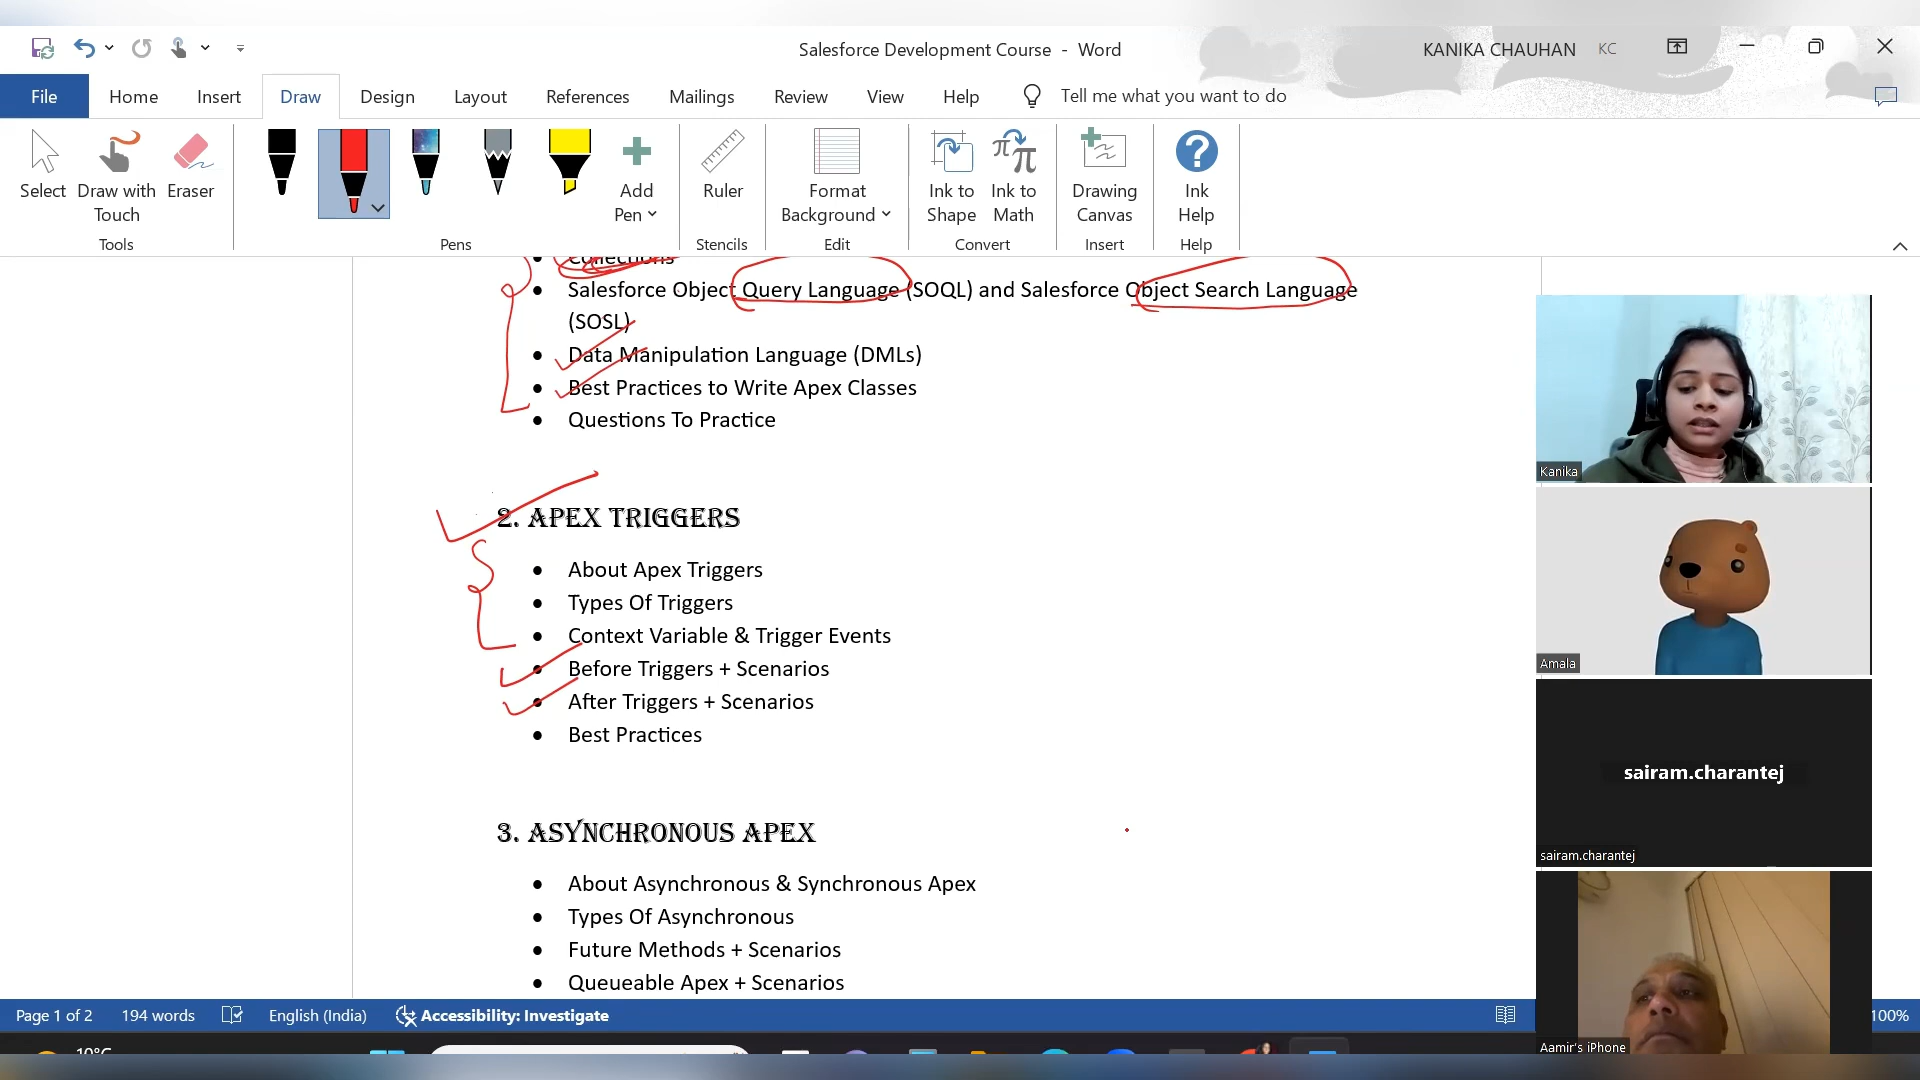 Salesforce Development Course - Word
KANIKA CHAUHAN KC
File Home Insert Draw Design Layout References Mailings Review View Help Tell me what you want to do
Select
Draw with Touch
Eraser
Add Pen
Ruler
Format Background
Ink to Shape
Ink to Math
Drawing Canvas
Ink Help
Tools Pens Stencils Edit Convert Insert Help
Collections
Salesforce Object Query Language (SOQL) and Salesforce Object Search Language
(SOSL)
Data Manipulation Language (DMLs)
Best Practices to Write Apex Classes
Questions To Practice
2. APEX TRIGGERS
About Apex Triggers
Types Of Triggers
Context Variable & Trigger Events
Before Triggers + Scenarios
After Triggers + Scenarios
Best Practices
3. ASYNCHRONOUS APEX
About Asynchronous & Synchronous Apex
Types Of Asynchronous
Future Methods + Scenarios
Queueable Apex + Scenarios
Kanika
Amala
sairam.charantej
sairam.charantej
Aamir's iPhone
Page 1 of 2 194 words English (India) Accessibility: Investigate 100%
10°C